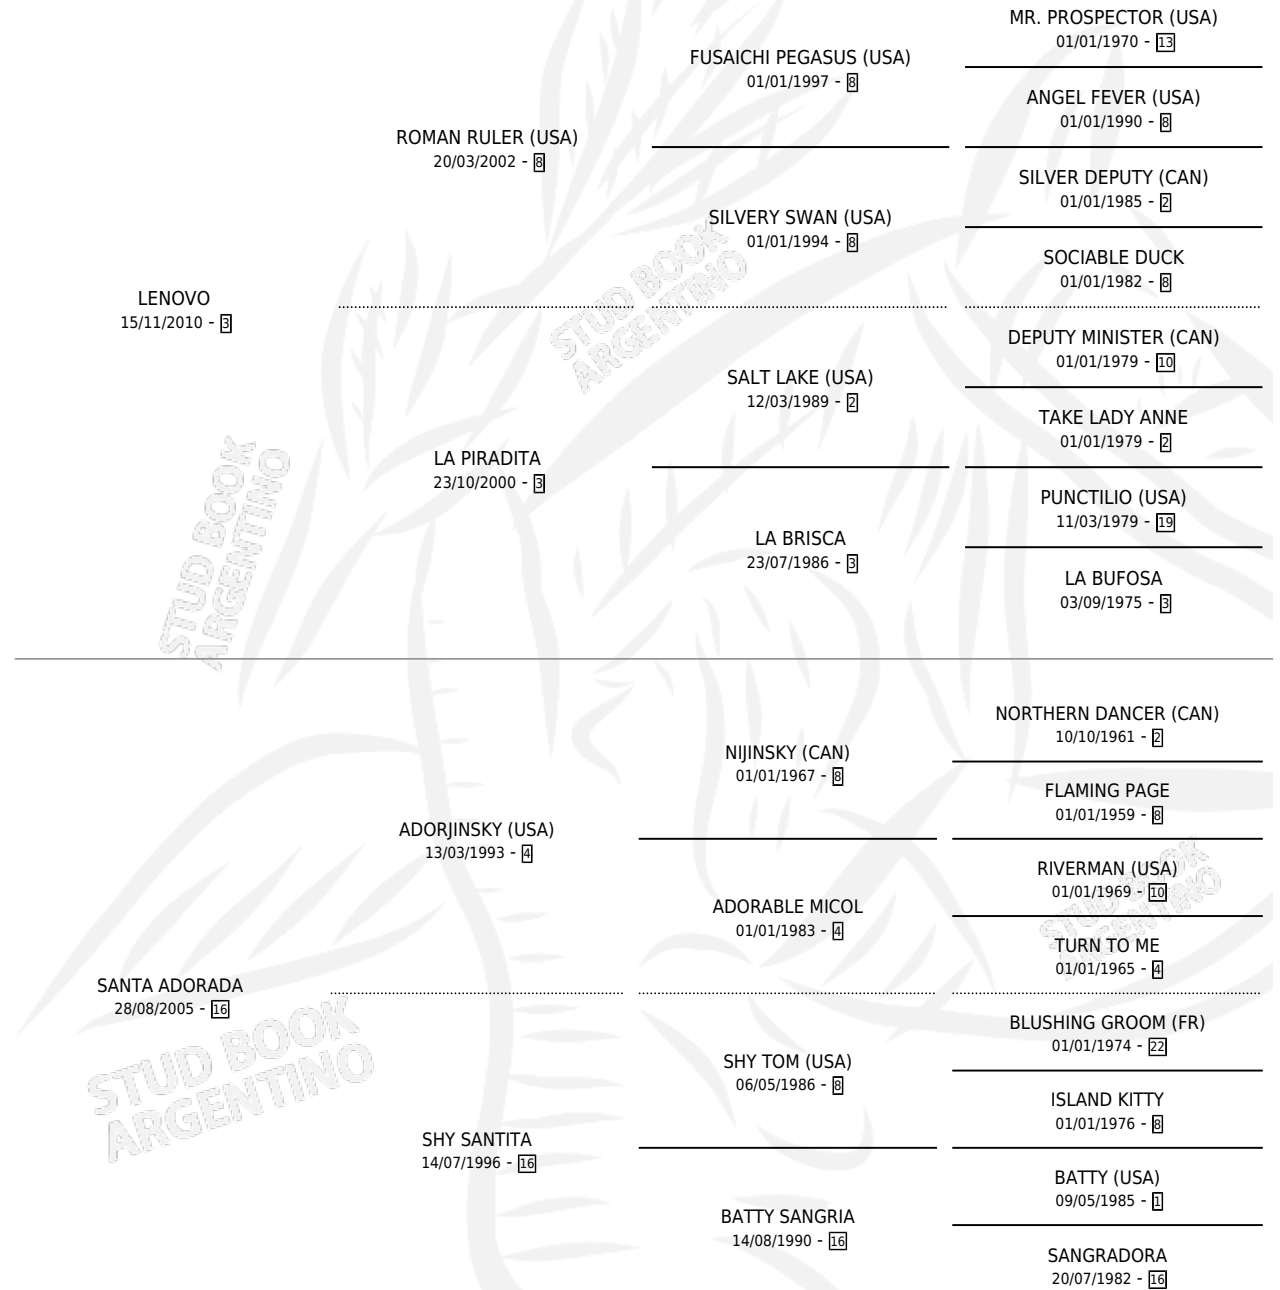 MR. PROSPECTOR (USA)
01/01/1970 - 13
FUSAICHI PEGASUS (USA)
01/01/1997 - 8
ANGEL FEVER (USA)
01/01/1990 - 8
ROMAN RULER (USA)
20/03/2002 - 8
SILVER DEPUTY (CAN)
01/01/1985 - 2
SILVERY SWAN (USA)
01/01/1994 - 8
SOCIABLE DUCK
01/01/1982 - 8
LENOVO
15/11/2010 - 3
DEPUTY MINISTER (CAN)
01/01/1979 - 10
SALT LAKE (USA)
12/03/1989 - 2
TAKE LADY ANNE
01/01/1979 - 2
LA PIRADITA
23/10/2000 - 3
PUNCTILIO (USA)
11/03/1979 - 19
LA BRISCA
23/07/1986 - 3
LA BUFOSA
03/09/1975 - 3
NORTHERN DANCER (CAN)
10/10/1961 - 2
NIJINSKY (CAN)
01/01/1967 - 8
FLAMING PAGE
01/01/1959 - 8
ADORJINSKY (USA)
13/03/1993 - 4
RIVERMAN (USA)
01/01/1969 - 10
ADORABLE MICOL
01/01/1983 - 4
TURN TO ME
01/01/1965 - 4
SANTA ADORADA
28/08/2005 - 16
BLUSHING GROOM (FR)
01/01/1974 - 22
SHY TOM (USA)
06/05/1986 - 8
ISLAND KITTY
01/01/1976 - 8
SHY SANTITA
14/07/1996 - 16
BATTY (USA)
09/05/1985 - 1
BATTY SANGRIA
14/08/1990 - 16
SANGRADORA
20/07/1982 - 16
STUD BOOK
ARGENTINO
STUD BOOK
ARGENTINO
STUD BOOK
ARGENTINO
STUD BOOK
ARGENTINO